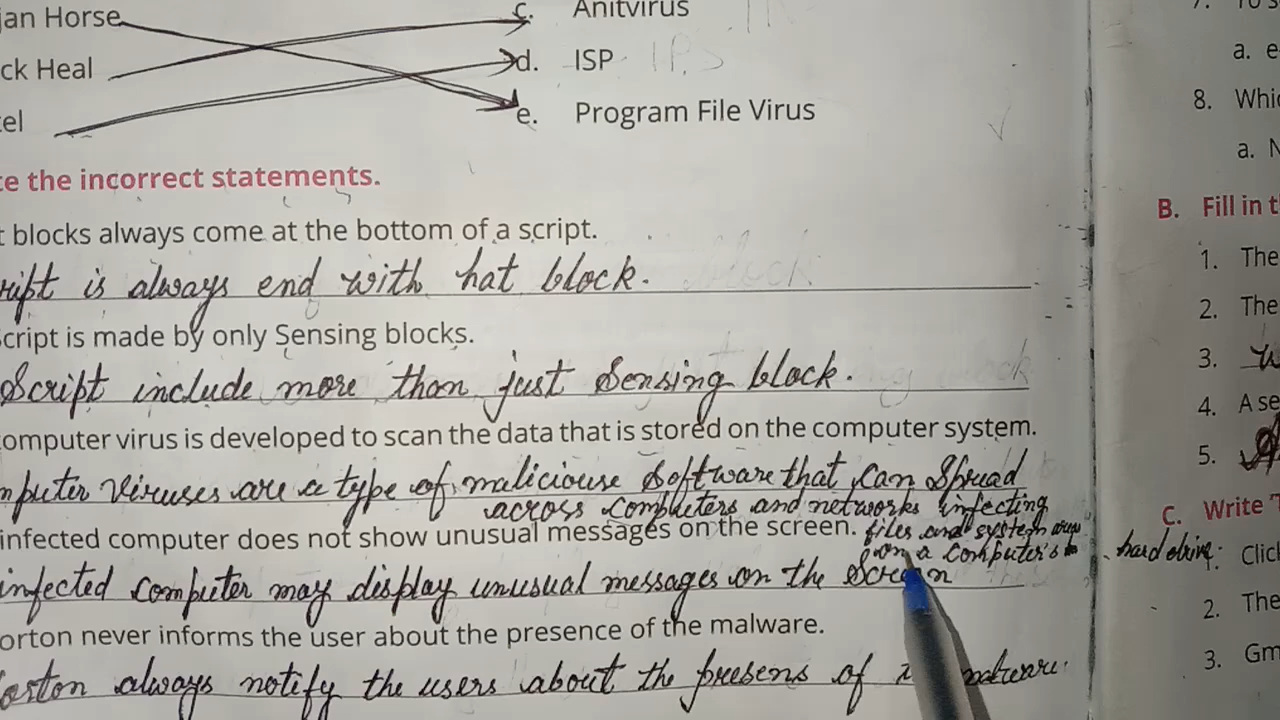 jan Horse c. Anitvirus
ck Heal d. ISP
tel e. Program File Virus
te the incorrect statements.
t blocks always come at the bottom of a script.
ript is always end with hat block.
script is made by only Sensing blocks.
Script include more than just Sensing block.
omputer virus is developed to scan the data that is stored on the computer system.
mputer Viruses are a type of maliciouse Software that can Spread
across computers and networks infecting
infected computer does not show unusual messages on the screen. files and system
on a computer's hard drive.
infected computer may display unusual messages on the Screen
orton never informs the user about the presence of the malware.
orton always notify the users about the presens of malware.
a. e
8. Whic
a. N
B. Fill in t
1. The
2. The
3.
4. A se
5.
C. Write 'T
1. Clic
2. The
3. Gm